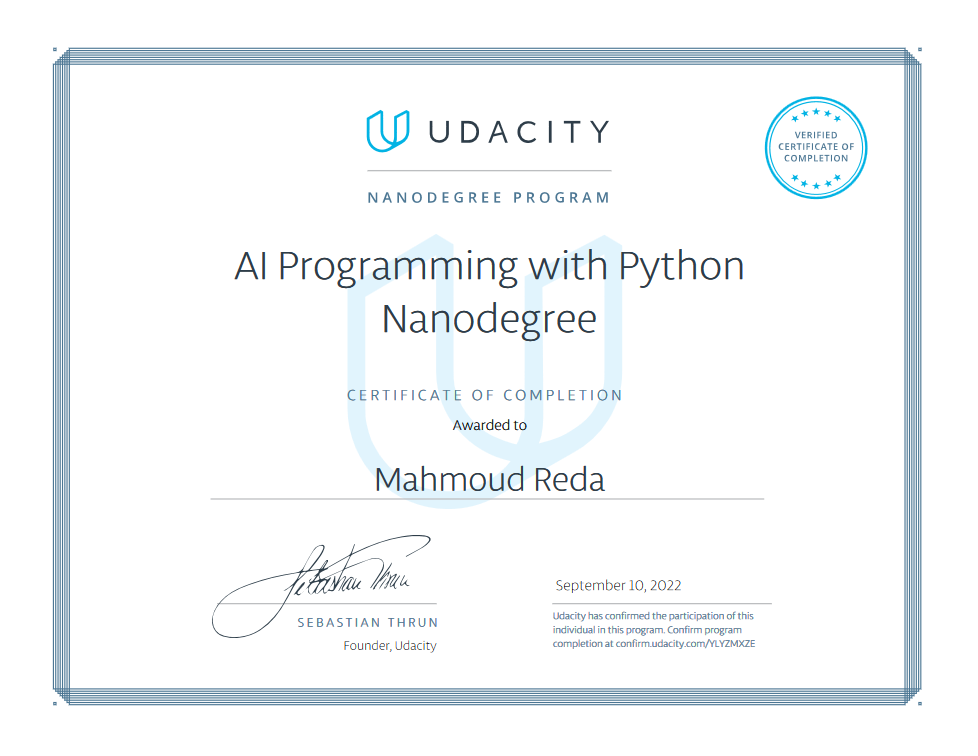 UDACITY
VERIFIED
CERTIFICATE OF
COMPLETION
NANODEGREE PROGRAM
AI Programming with Python
Nanodegree
CERTIFICATE OF COMPLETION
Awarded to
Mahmoud Reda
Sebastian Thrun
SEBASTIAN THRUN
Founder, Udacity
September 10, 2022
Udacity has confirmed the participation of this
individual in this program. Confirm program
completion at confirm.udacity.com/YLYZMXZE